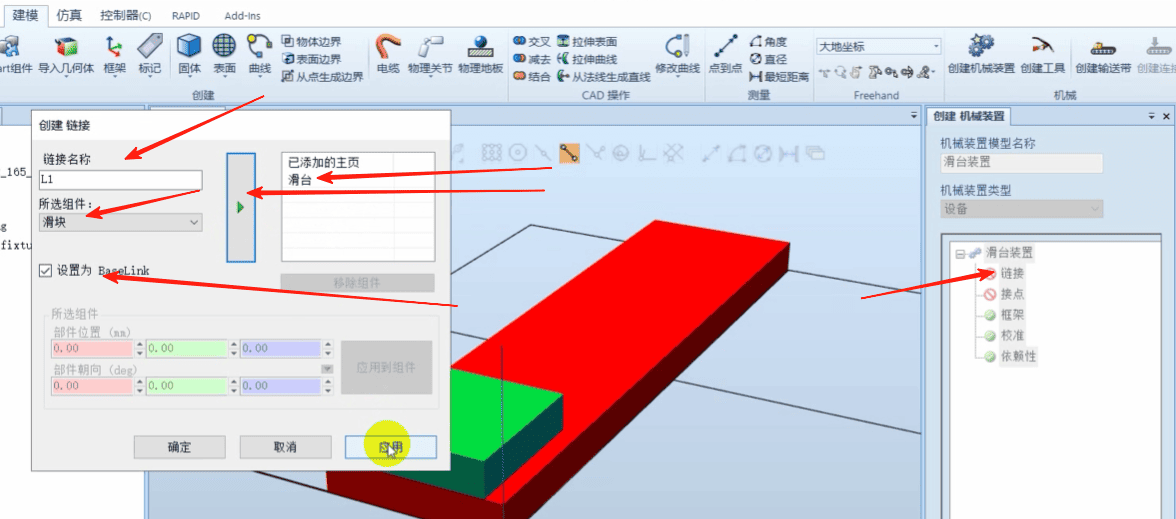 建模 仿真 控制器(C) RAPID Add-Ins
导入几何体 框架 标记 固体 表面 曲线 物体边界 表面边界 从点生成边界
电缆 物理关节 物理地板 交叉 减去 结合 拉伸表面 拉伸曲线 从法线生成直线 修改曲线
点到点 角度 直径 最短距离 大地坐标
创建机械装置 创建工具 创建输送带
创建 CAD 操作 测量 Freehand 机械
创建 链接
链接名称
L1
所选组件:
滑块
已添加的主页
滑台
设置为 BaseLink
移除组件
所选组件
部件位置 (mm)
0.00 0.00 0.00
部件朝向 (deg)
0.00 0.00 0.00
应用到组件
确定 取消 应用
_165_
fixtu
创建 机械装置
机械装置模型名称
滑台装置
机械装置类型
设备
滑台装置
链接
接点
框架
校准
依赖性